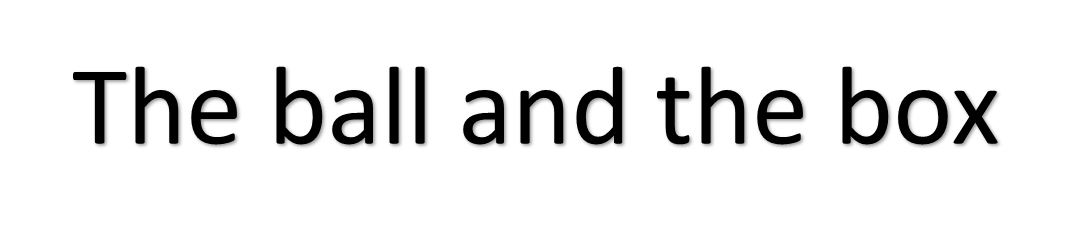 The ball and the box